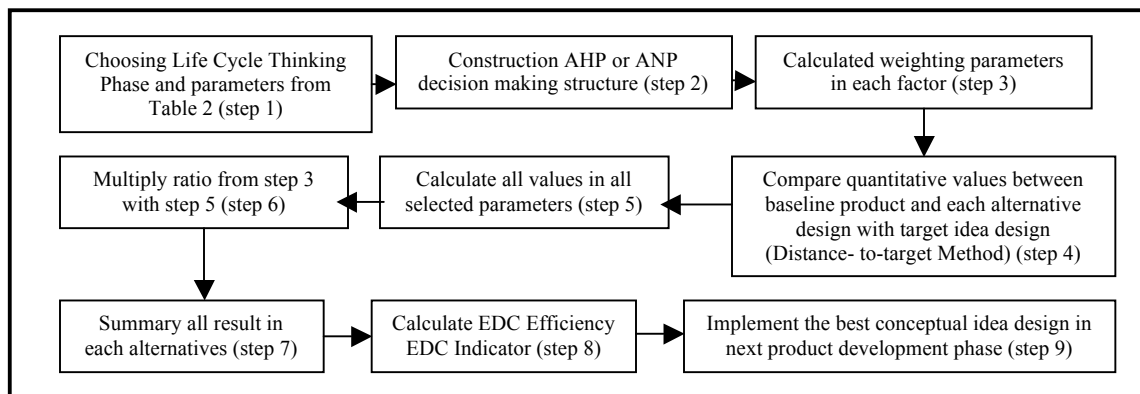 Choosing Life Cycle Thinking
Phase and parameters from
Table 2 (step 1)
Construction AHP or ANP
decision making structure (step 2)
Calculated weighting parameters
in each factor (step 3)
Compare quantitative values between
baseline product and each alternative
design with target idea design
(Distance- to-target Method) (step 4)
Calculate all values in all
selected parameters (step 5)
Multiply ratio from step 3
with step 5 (step 6)
Summary all result in
each alternatives (step 7)
Calculate EDC Efficiency
EDC Indicator (step 8)
Implement the best conceptual idea design in
next product development phase (step 9)